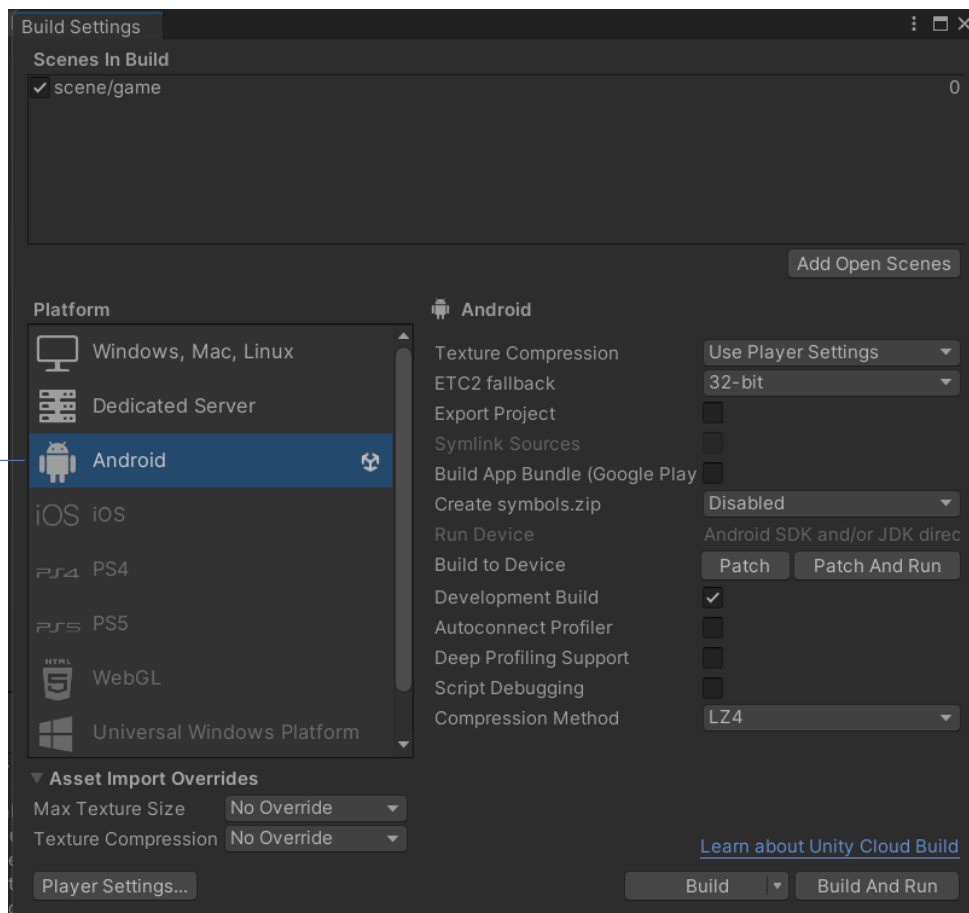 Build Settings
Scenes In Build
scene/game 0
Add Open Scenes
Platform
Windows, Mac, Linux
Dedicated Server
Android
iOS iOS
PS4 PS4
PS5 PS5
HTML 5 WebGL
Universal Windows Platform
Android
Texture Compression Use Player Settings
ETC2 fallback 32-bit
Export Project
Symlink Sources
Build App Bundle (Google Play
Create symbols.zip Disabled
Run Device Android SDK and/or JDK direc
Build to Device Patch Patch And Run
Development Build
Autoconnect Profiler
Deep Profiling Support
Script Debugging
Compression Method LZ4
Asset Import Overrides
Max Texture Size No Override
Texture Compression No Override
Learn about Unity Cloud Build
Player Settings... Build Build And Run